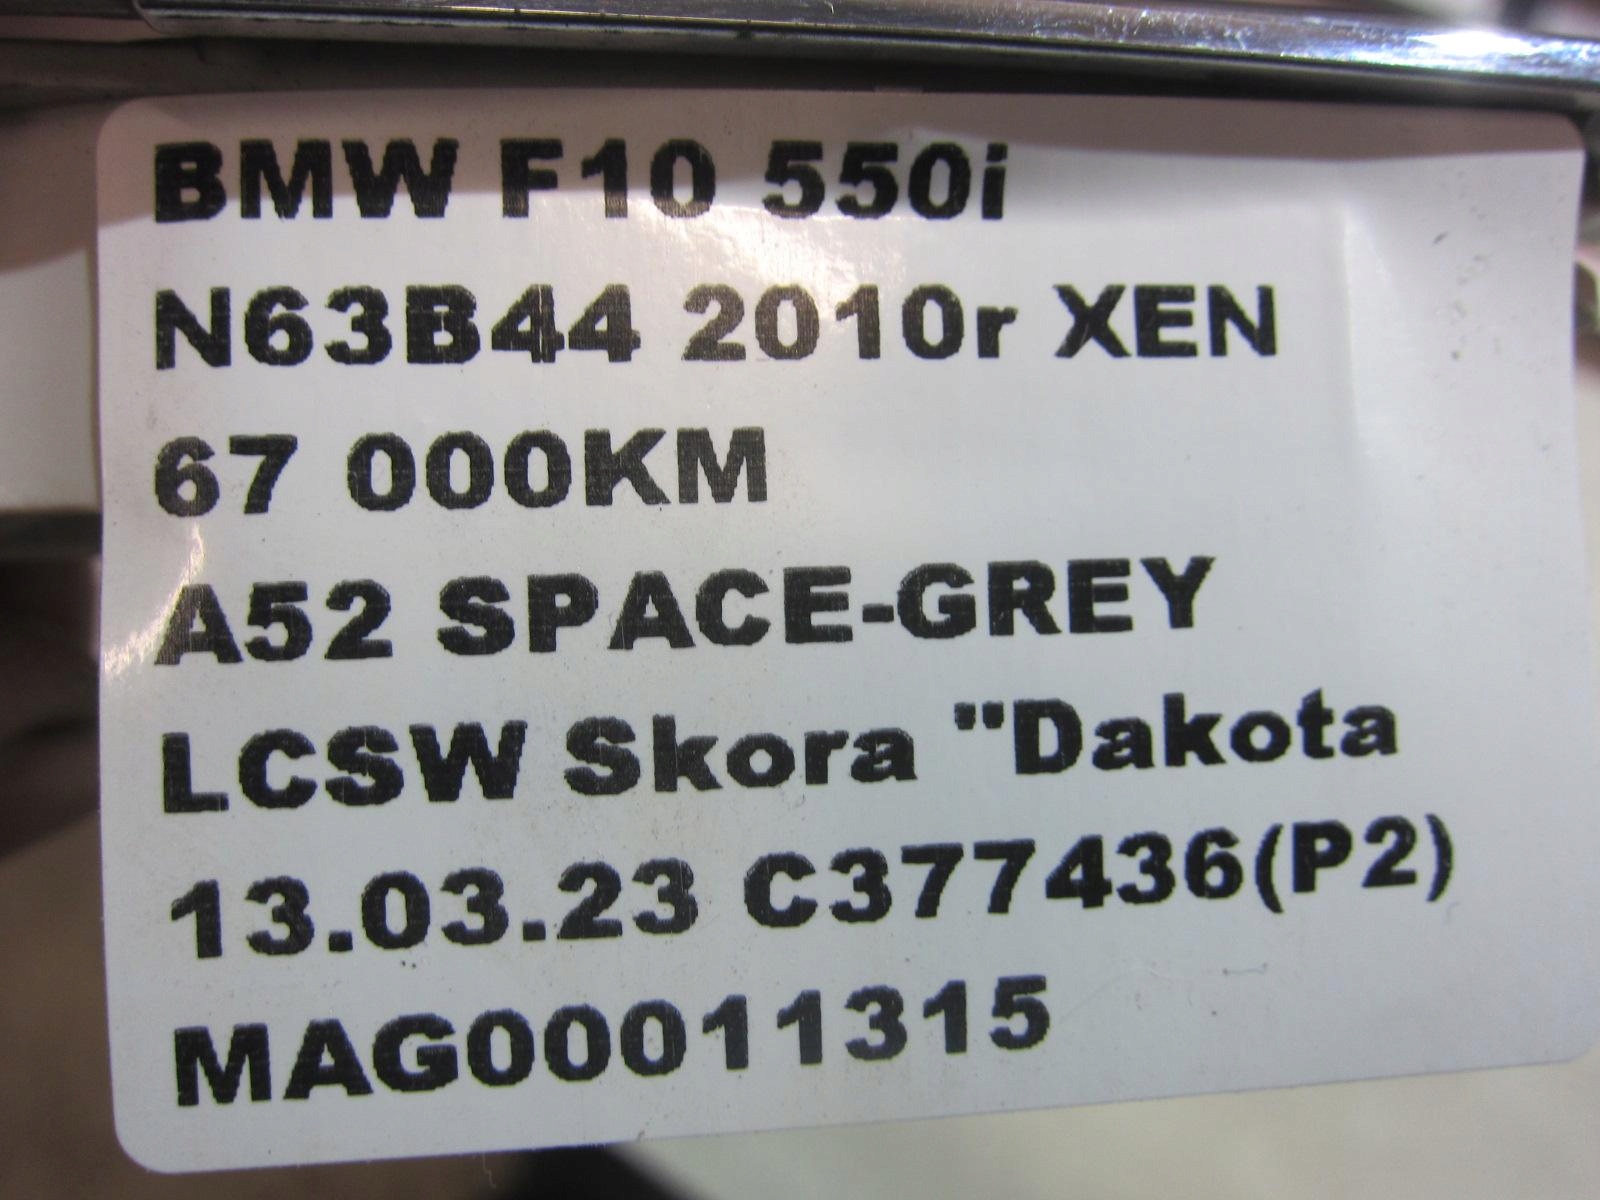 BMW F10 550i
N63B44 2010r XEN
67 000KM
A52 SPACE-GREY
LCSW Skora "Dakota
13.03.23 C377436(P2)
MAG00011315